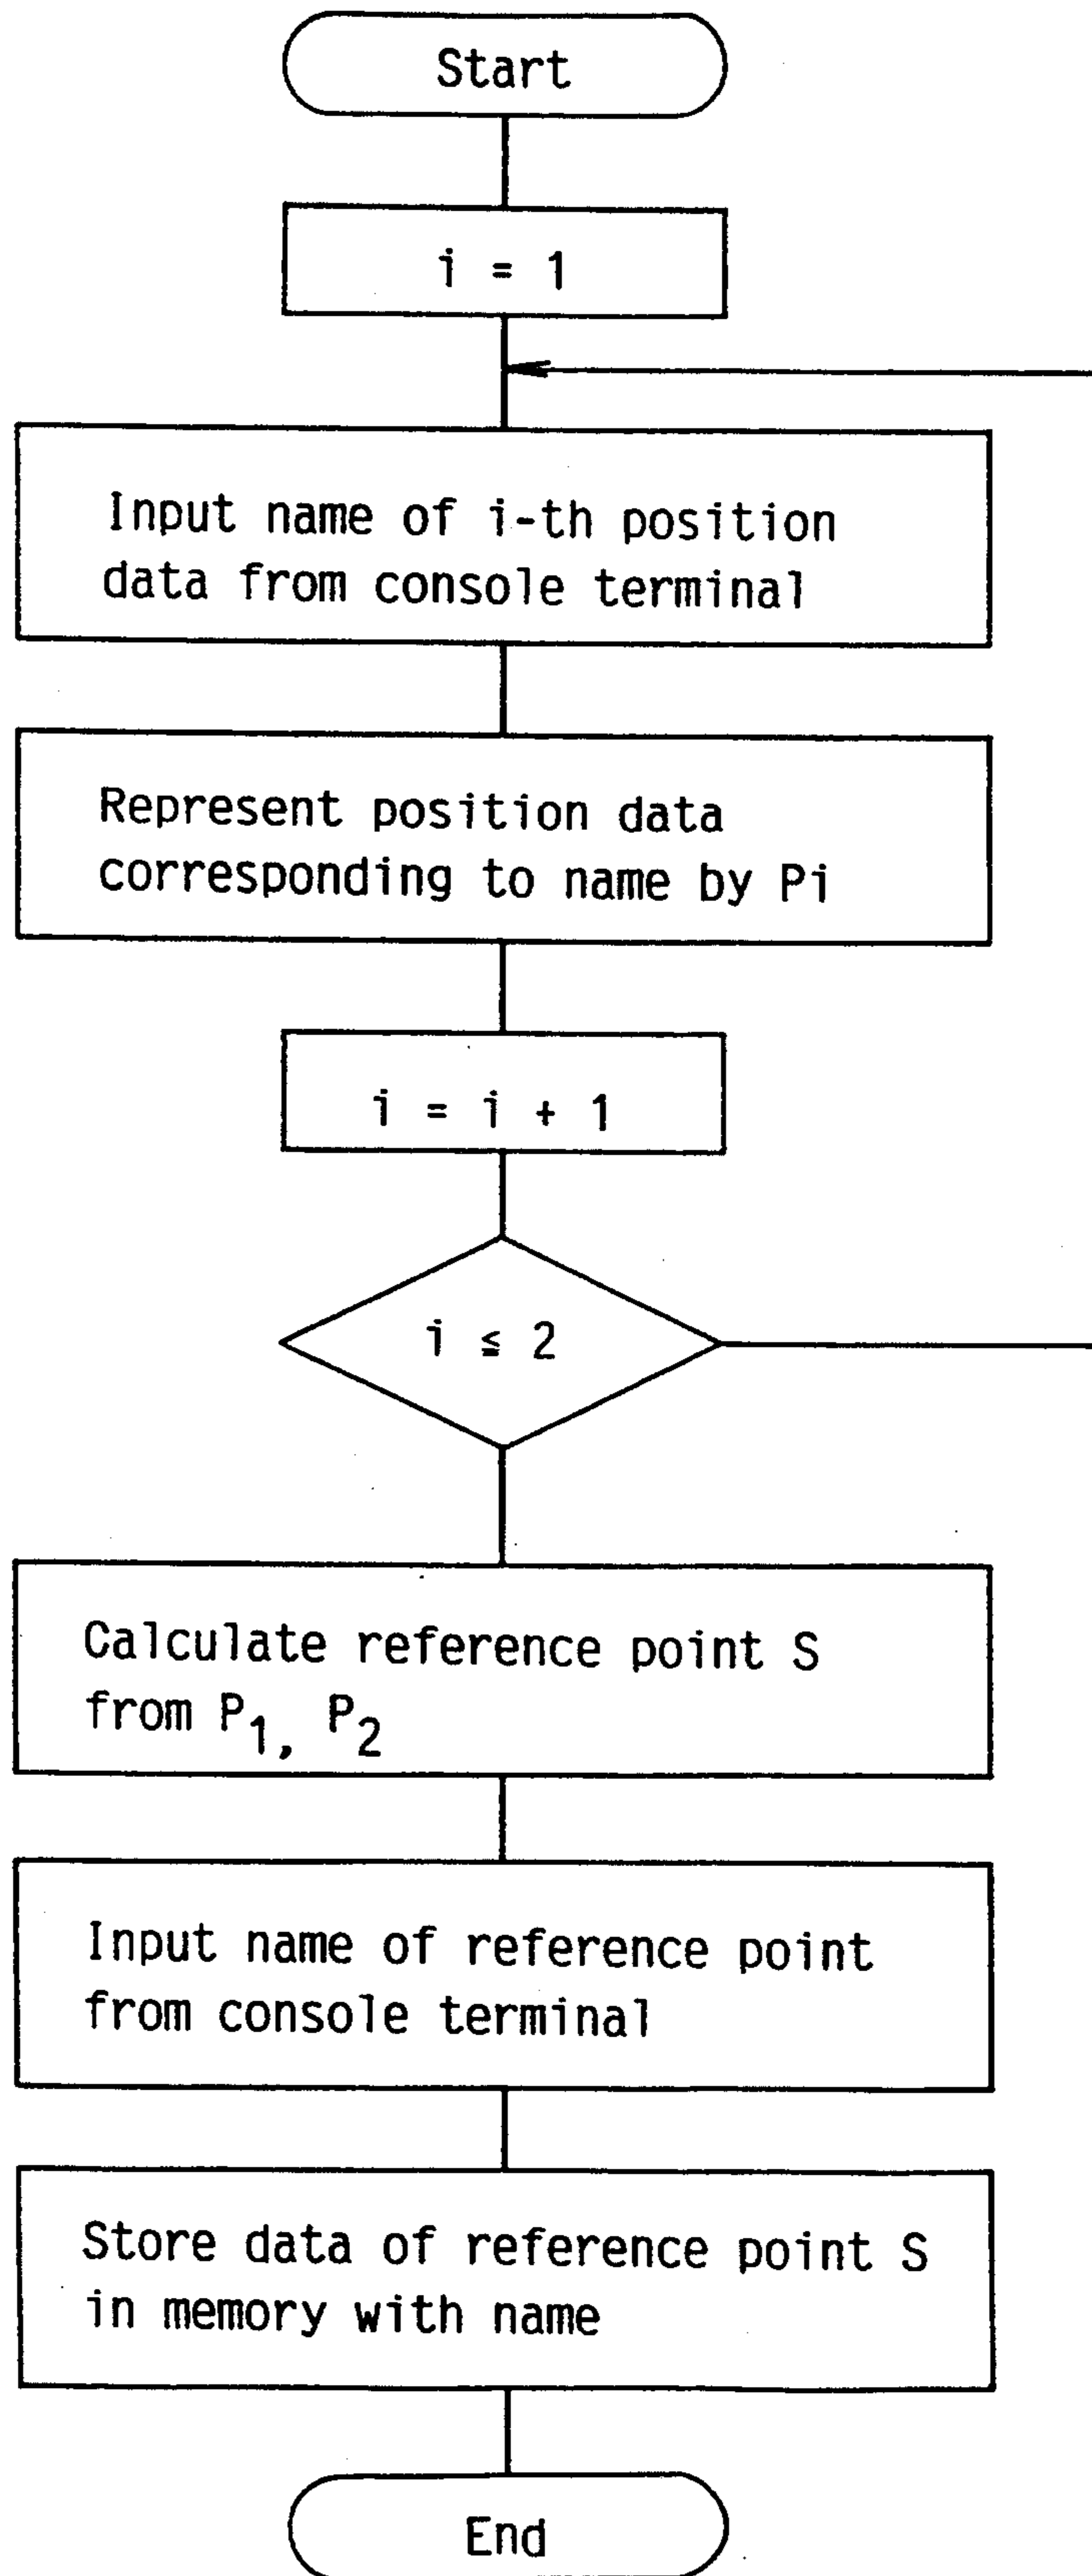 Start
i = 1
Input name of i-th position
data from console terminal
Represent position data
corresponding to name by Pi
i = i + 1
i ≦ 2
Calculate reference point S
from P1, P2
Input name of reference point
from console terminal
Store data of reference point S
in memory with name
End